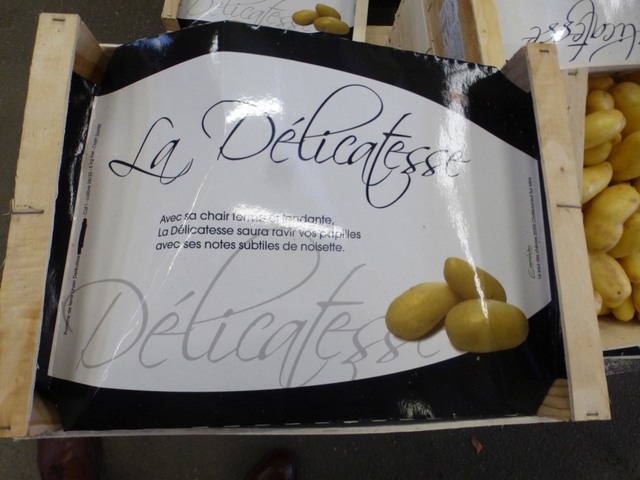 La Délicatesse
Avec sa chair ferme et fondante,
La Délicatesse saura ravir vos papilles
avec ses notes subtiles de noisette.
Délicatesse